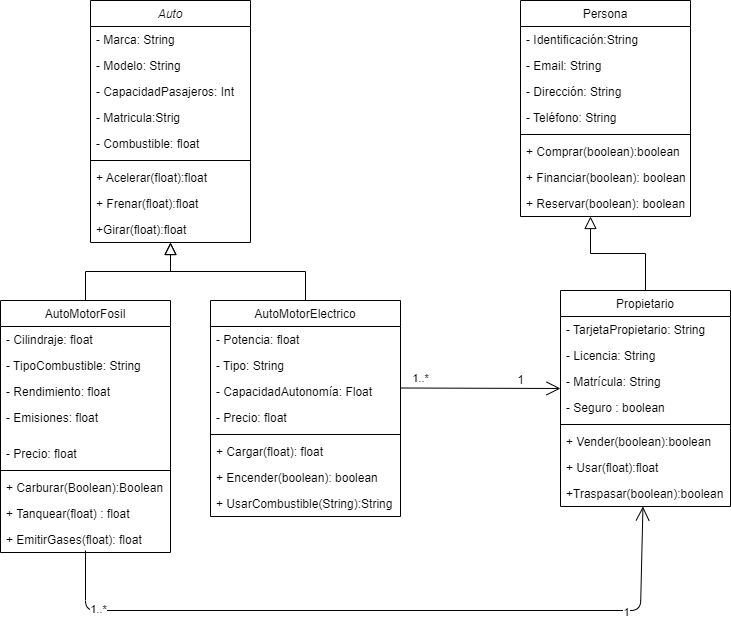 Auto
- Marca: String
- Modelo: String
- CapacidadPasajeros: Int
- Matricula:Strig
- Combustible: float
+ Acelerar(float):float
+ Frenar(float):float
+Girar(float):float
Persona
- Identificación:String
- Email: String
- Dirección: String
- Teléfono: String
+ Comprar(boolean):boolean
+ Financiar(boolean): boolean
+ Reservar(boolean): boolean
AutoMotorFosil
- Cilindraje: float
- TipoCombustible: String
- Rendimiento: float
- Emisiones: float
- Precio: float
+ Carburar(Boolean):Boolean
+ Tanquear(float) : float
+ EmitirGases(float): float
AutoMotorElectrico
- Potencia: float
- Tipo: String
- CapacidadAutonomía: Float
- Precio: float
+ Cargar(float): float
+ Encender(boolean): boolean
+ UsarCombustible(String):String
1..*
1
Propietario
- TarjetaPropietario: String
- Licencia: String
- Matrícula: String
- Seguro : boolean
+ Vender(boolean):boolean
+ Usar(float):float
+Traspasar(boolean):boolean
1..*
1